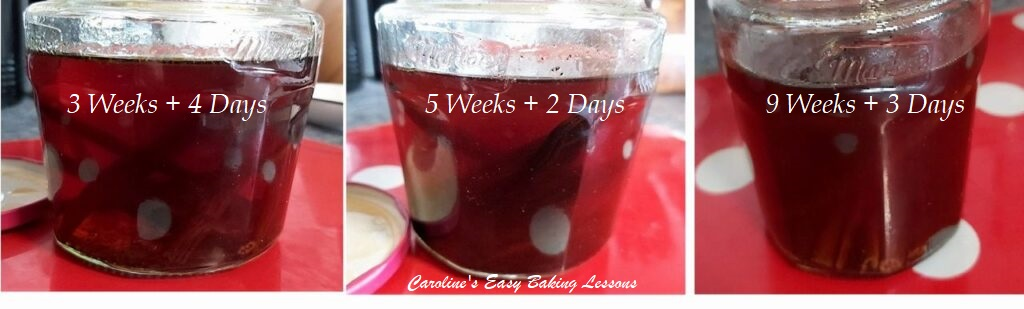 3 Weeks + 4 Days
5 Weeks + 2 Days
9 Weeks + 3 Days
Caroline's Easy Baking Lessons